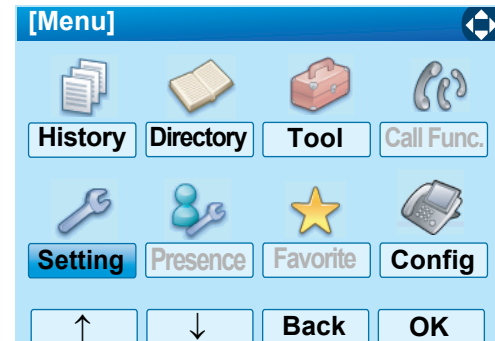 [Menu]
History Directory Tool Call Func.
Setting Presence Favorite Config
↑ ↓ Back OK